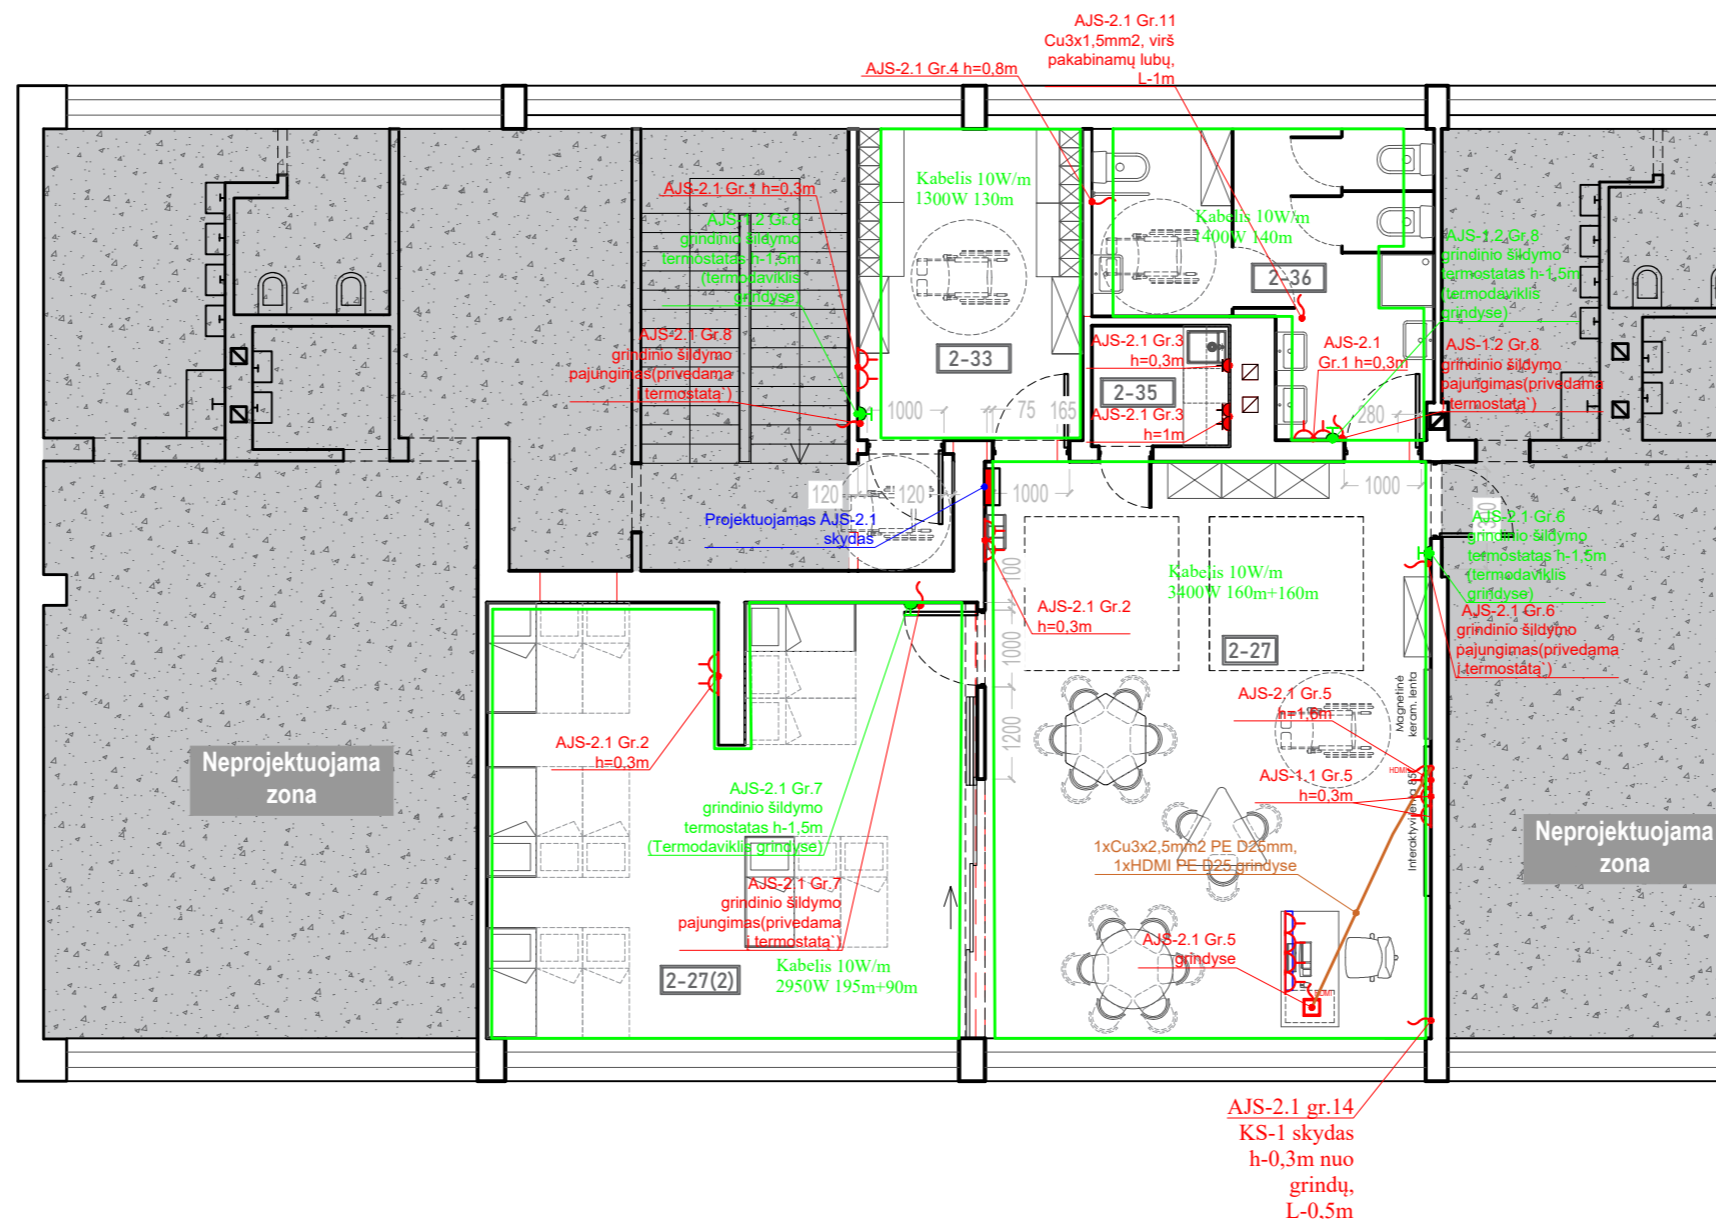 AJS-2.1 Gr.11
Cu3x1,5mm2, virš
pakabinamų lubų,
L-1m
AJS-2.1 Gr.4 h=0,8m
AJS-2.1 Gr.1 h=0,3m
AJS-1.2 Gr.8
grindinio šildymo
termostatas h-1,5m
(termodaviklis
grindyse)
AJS-2.1 Gr.8
grindinio šildymo
pajungimas(privedama
į termostatą`)
Kabelis 10W/m
1300W 130m
2-33
Kabelis 10W/m
1400W 140m
2-36
AJS-1.2 Gr.8
grindinio šildymo
termostatas h-1,5m
(termodaviklis
grindyse)
AJS-1.2 Gr.8
grindinio šildymo
pajungimas(privedama
į termostatą`)
AJS-2.1 Gr.3
h=0,3m
2-35
AJS-2.1 Gr.3
h=1m
AJS-2.1
Gr.1 h=0,3m
280
1000
75
165
120
120
1000
1000
Projektuojamas AJS-2.1
skydas
100
1000
1200
AJS-2.1 Gr.2
h=0,3m
Kabelis 10W/m
3400W 160m+160m
2-27
AJS-2.1 Gr.6
grindinio šildymo
termostatas h-1,5m
(termodaviklis
grindyse)
AJS-2.1 Gr.6
grindinio šildymo
pajungimas(privedama
į termostatą`)
AJS-2.1 Gr.5
h=1,6m
Magnetinė
keram. lenta
HDMI
AJS-1.1 Gr.5
h=0,3m
1xCu3x2,5mm2 PE D25mm,
1xHDMI PE D25 grindyse
AJS-2.1 Gr.5
grindyse
HDMI
AJS-2.1 Gr.2
h=0,3m
AJS-2.1 Gr.7
grindinio šildymo
termostatas h-1,5m
(Termodaviklis grindyse)
AJS-2.1 Gr.7
grindinio šildymo
pajungimas(privedama
į termostatą`)
Kabelis 10W/m
2950W 195m+90m
2-27(2)
Neprojektuojama
zona
Neprojektuojama
zona
AJS-2.1 gr.14
KS-1 skydas
h-0,3m nuo
grindų,
L-0,5m